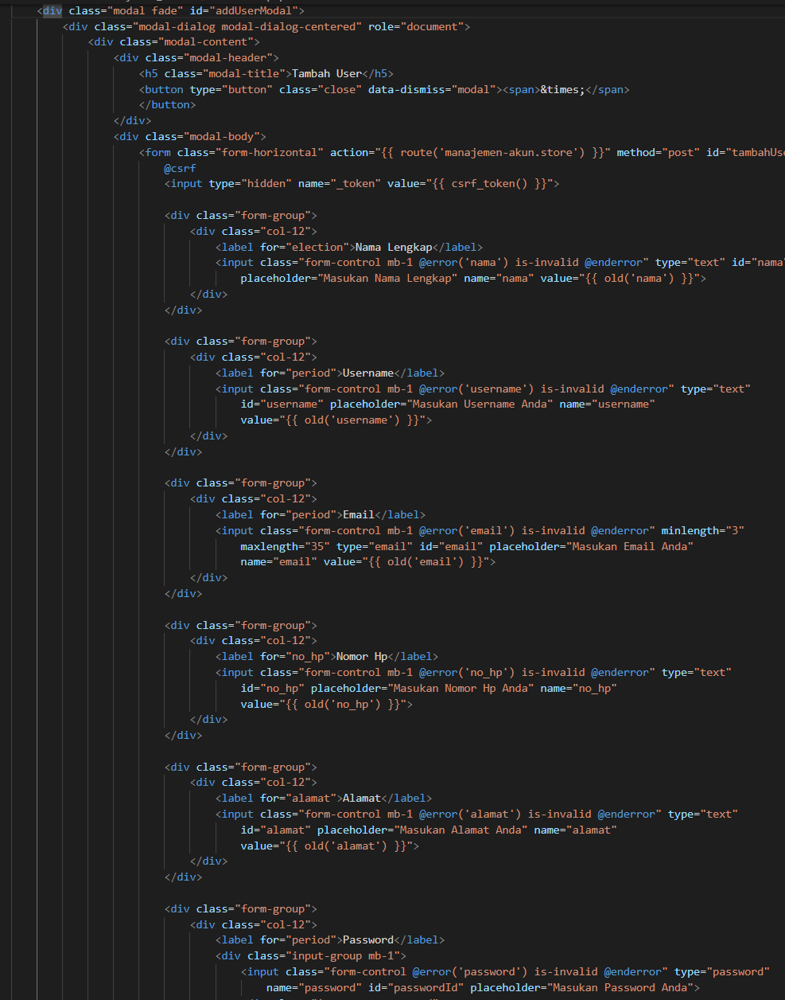 <div class="modal fade" id="addUserModal">
<div class="modal-dialog modal-dialog-centered" role="document">
<div class="modal-content">
<div class="modal-header">
<h5 class="modal-title">Tambah User</h5>
<button type="button" class="close" data-dismiss="modal"><span>&times;</span>
</button>
</div>
<div class="modal-body">
<form class="form-horizontal" action="{{ route('manajemen-akun.store') }}" method="post" id="tambahUse
@csrf
<input type="hidden" name="_token" value="{{ csrf_token() }}">
<div class="form-group">
<div class="col-12">
<label for="election">Nama Lengkap</label>
<input class="form-control mb-1 @error('nama') is-invalid @enderror" type="text" id="nama"
placeholder="Masukan Nama Lengkap" name="nama" value="{{ old('nama') }}">
</div>
</div>
<div class="form-group">
<div class="col-12">
<label for="period">Username</label>
<input class="form-control mb-1 @error('username') is-invalid @enderror" type="text"
id="username" placeholder="Masukan Username Anda" name="username"
value="{{ old('username') }}">
</div>
</div>
<div class="form-group">
<div class="col-12">
<label for="period">Email</label>
<input class="form-control mb-1 @error('email') is-invalid @enderror" minlength="3"
maxlength="35" type="email" id="email" placeholder="Masukan Email Anda"
name="email" value="{{ old('email') }}">
</div>
</div>
<div class="form-group">
<div class="col-12">
<label for="no_hp">Nomor Hp</label>
<input class="form-control mb-1 @error('no_hp') is-invalid @enderror" type="text"
id="no_hp" placeholder="Masukan Nomor Hp Anda" name="no_hp"
value="{{ old('no_hp') }}">
</div>
</div>
<div class="form-group">
<div class="col-12">
<label for="alamat">Alamat</label>
<input class="form-control mb-1 @error('alamat') is-invalid @enderror" type="text"
id="alamat" placeholder="Masukan Alamat Anda" name="alamat"
value="{{ old('alamat') }}">
</div>
</div>
<div class="form-group">
<div class="col-12">
<label for="period">Password</label>
<div class="input-group mb-1">
<input class="form-control @error('password') is-invalid @enderror" type="password"
name="password" id="passwordId" placeholder="Masukan Password Anda">